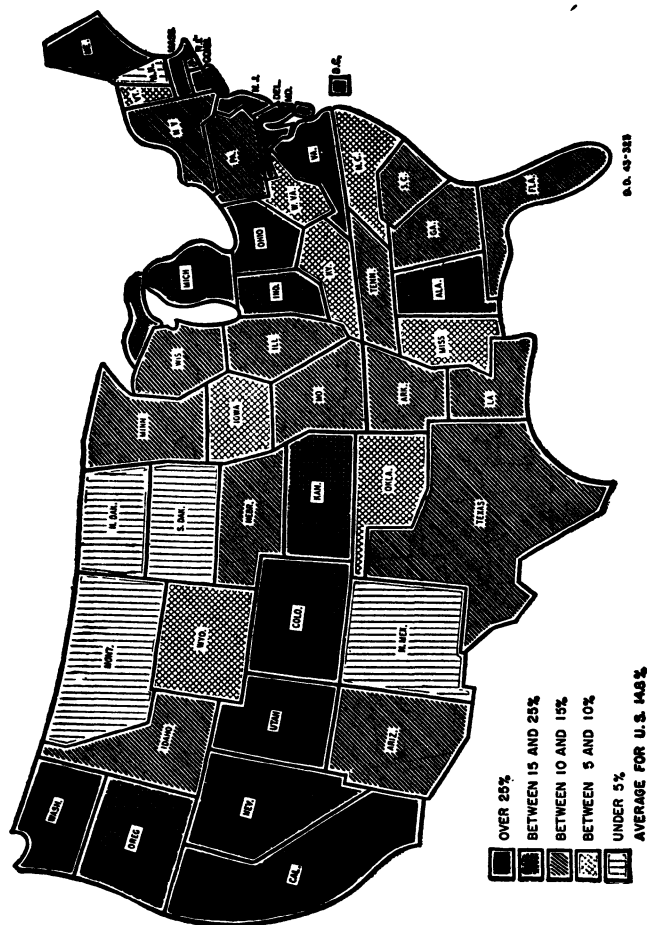 WASH.
OREG
CAL
NEV.
IDAHO
UTAH
ARIZ.
MONT.
WYO.
COLO.
N.MEX.
N. DAK.
S. DAK.
NEBR.
KAN
OKLA.
TEXAS
MINN
IOWA
MO.
ARK.
LA.
WIS
ILL
MISS
MICH
IND.
OHIO
KY.
TENN
ALA.
GA.
FLA.
S.C.
N.C.
VA.
W.VA.
PA.
N.Y.
VT.
N.H.
ME.
MASS.
R.I.
CONN.
N.J.
DEL.
MD.
D.C.
OVER 25%
BETWEEN 15 AND 25%
BETWEEN 10 AND 15%
BETWEEN 5 AND 10%
UNDER 5%
AVERAGE FOR U.S. 14.8%
D.D. 43-325